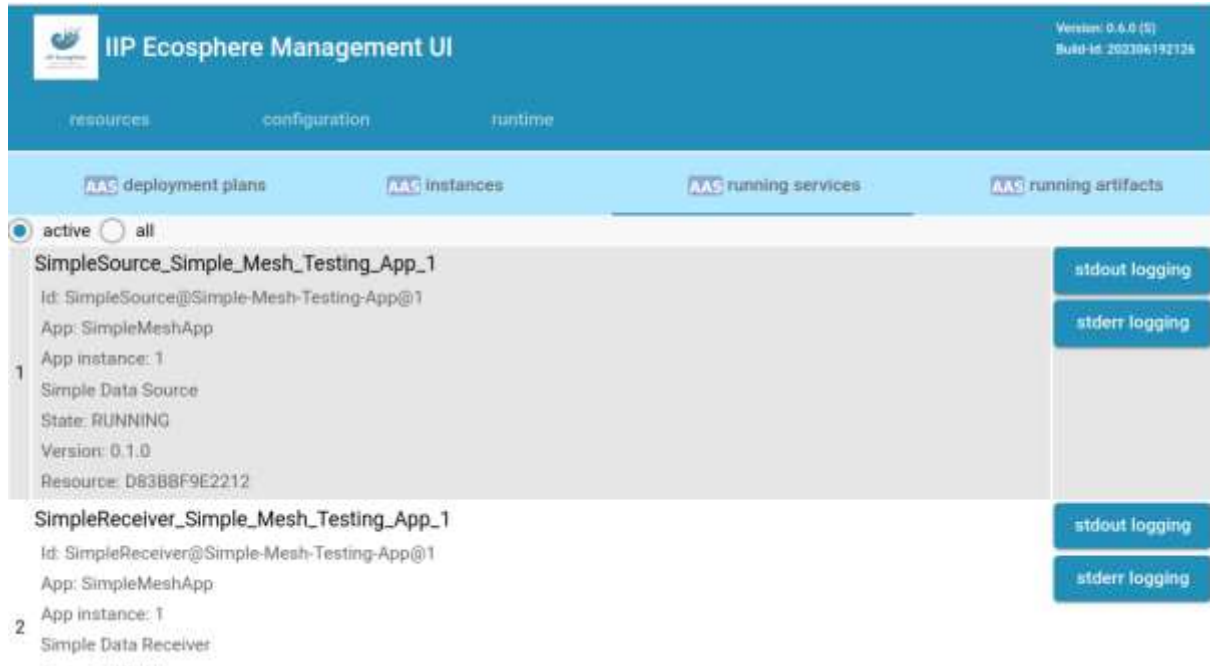 IIP Ecosphere Management UI
Version: 0.6.0 (S)
Build-Id: 202306192126
resources configuration runtime
AAS deployment plans AAS instances AAS running services AAS running artifacts
active all
SimpleSource_Simple_Mesh_Testing_App_1
stdout logging
Id: SimpleSource@Simple-Mesh-Testing-App@1
App: SimpleMeshApp
stderr logging
App instance: 1
1
Simple Data Source
State: RUNNING
Version: 0.1.0
Resource: D83BBF9E2212
SimpleReceiver_Simple_Mesh_Testing_App_1
stdout logging
Id: SimpleReceiver@Simple-Mesh-Testing-App@1
App: SimpleMeshApp
stderr logging
App instance: 1
2
Simple Data Receiver